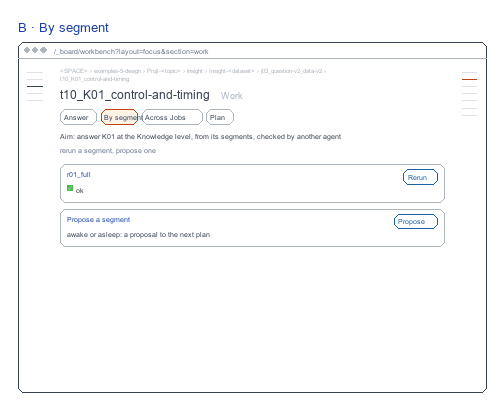 B · By segment
/_board/workbench?layout=focus&section=work
<SPACE> › examples-5-design › Proji-<topic> › insight › insight-<dataset> › j03_question-v2_data-v2 ›
t10_K01_control-and-timing
t10_K01_control-and-timing Work
Answer By segment Across Jobs Plan
Aim: answer K01 at the Knowledge level, from its segments, checked by another agent
rerun a segment, propose one
r01_full Rerun
ok
Propose a segment Propose
awake or asleep: a proposal to the next plan